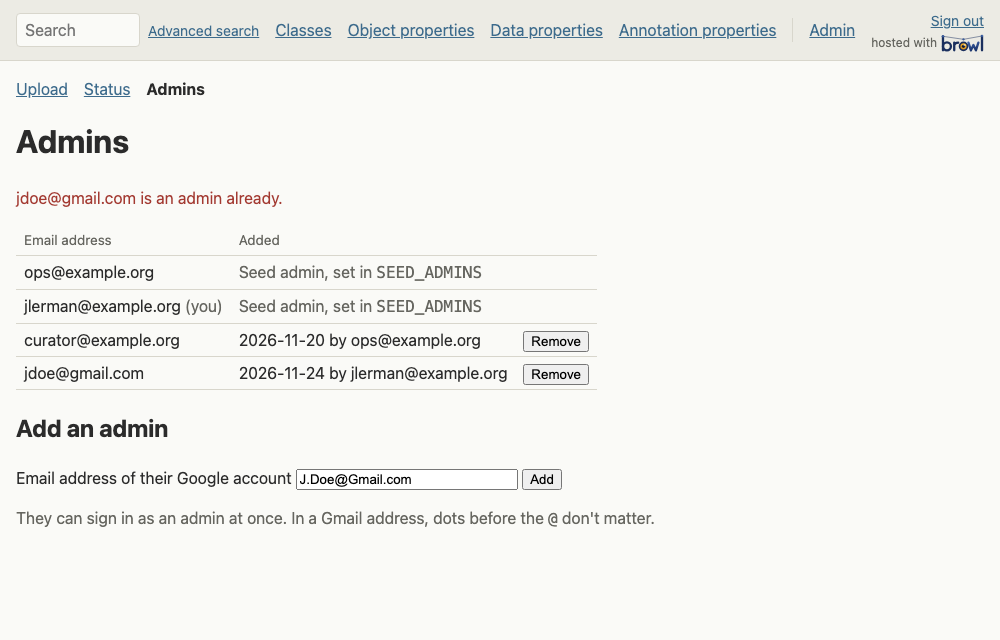 Search Advanced search Classes Object properties Data properties Annotation properties Admin Sign out
hosted with browl
Upload Status Admins
Admins
jdoe@gmail.com is an admin already.
Email address Added
ops@example.org Seed admin, set in SEED_ADMINS
jlerman@example.org (you) Seed admin, set in SEED_ADMINS
curator@example.org 2026-11-20 by ops@example.org Remove
jdoe@gmail.com 2026-11-24 by jlerman@example.org Remove
Add an admin
Email address of their Google account J.Doe@Gmail.com Add
They can sign in as an admin at once. In a Gmail address, dots before the @ don't matter.